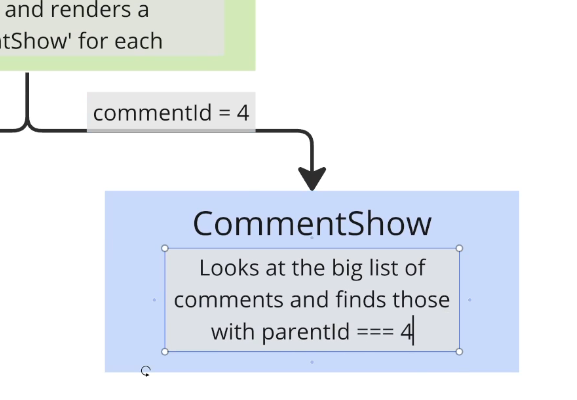 and renders a
tShow' for each
commentId = 4
CommentShow
Looks at the big list of
comments and finds those
with parentId === 4